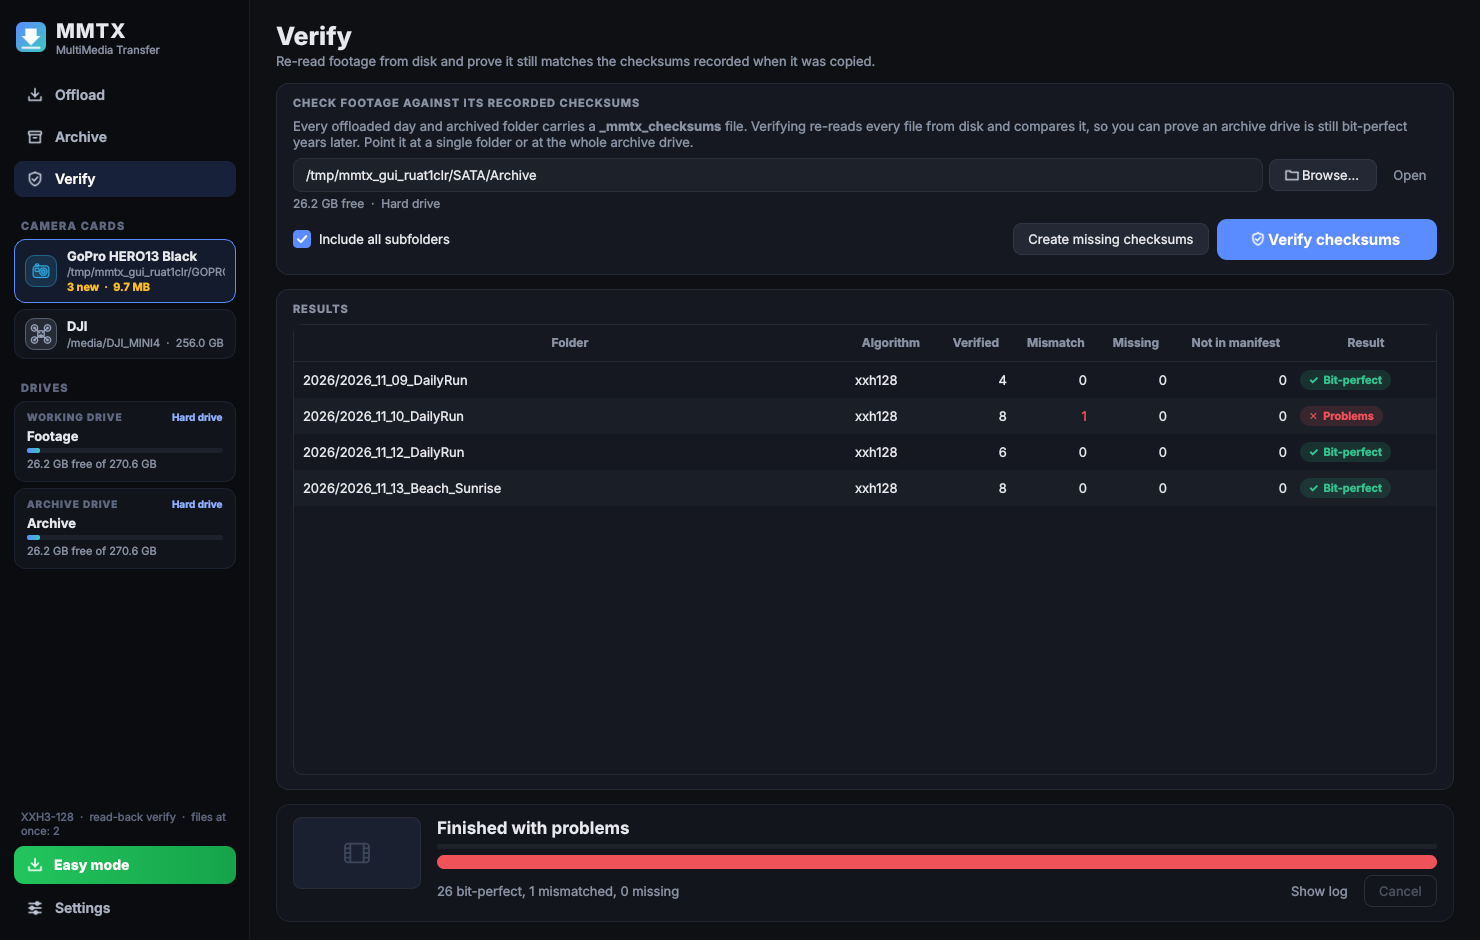 MMTX
MultiMedia Transfer
Offload
Archive
Verify
CAMERA CARDS
GoPro HERO13 Black
/tmp/mmtx_gui_ruat1clr/GOPRO
3 new · 9.7 MB
DJI
/media/DJI_MINI4 · 256.0 GB
DRIVES
WORKING DRIVE Hard drive
Footage
26.2 GB free of 270.6 GB
ARCHIVE DRIVE Hard drive
Archive
26.2 GB free of 270.6 GB
XXH3-128 · read-back verify · files at
once: 2
Easy mode
Settings
Verify
Re-read footage from disk and prove it still matches the checksums recorded when it was copied.
CHECK FOOTAGE AGAINST ITS RECORDED CHECKSUMS
Every offloaded day and archived folder carries a _mmtx_checksums file. Verifying re-reads every file from disk and compares it, so you can prove an archive drive is still bit-perfect
years later. Point it at a single folder or at the whole archive drive.
/tmp/mmtx_gui_ruat1clr/SATA/Archive Browse... Open
26.2 GB free · Hard drive
Include all subfolders Create missing checksums Verify checksums
RESULTS
Folder Algorithm Verified Mismatch Missing Not in manifest Result
2026/2026_11_09_DailyRun xxh128 4 0 0 0 Bit-perfect
2026/2026_11_10_DailyRun xxh128 8 1 0 0 Problems
2026/2026_11_12_DailyRun xxh128 6 0 0 0 Bit-perfect
2026/2026_11_13_Beach_Sunrise xxh128 8 0 0 0 Bit-perfect
Finished with problems
26 bit-perfect, 1 mismatched, 0 missing Show log Cancel